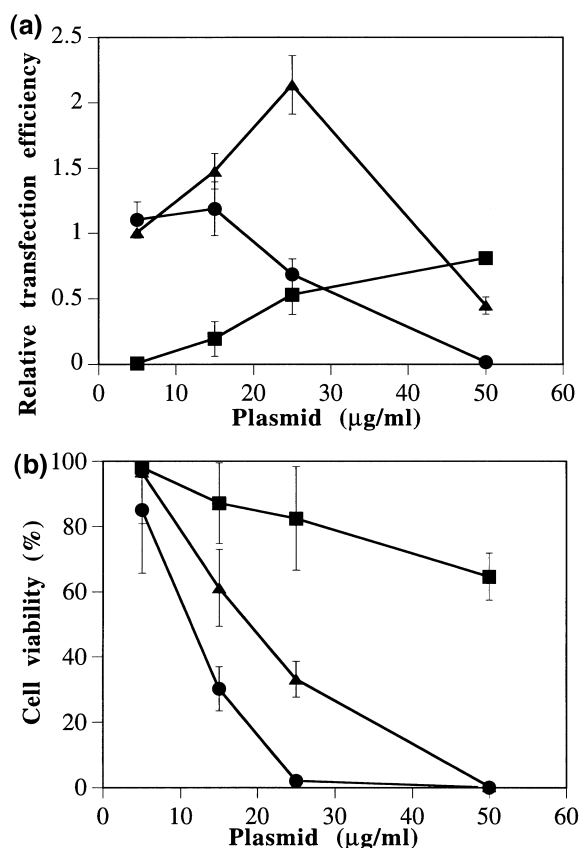 (a)
Relative transfection efficiency
2.5
2
1.5
1
0.5
0
0 10 20 30 40 50 60
Plasmid (μg/ml)
(b)
Cell viability (%)
100
80
60
40
20
0
0 10 20 30 40 50 60
Plasmid (μg/ml)